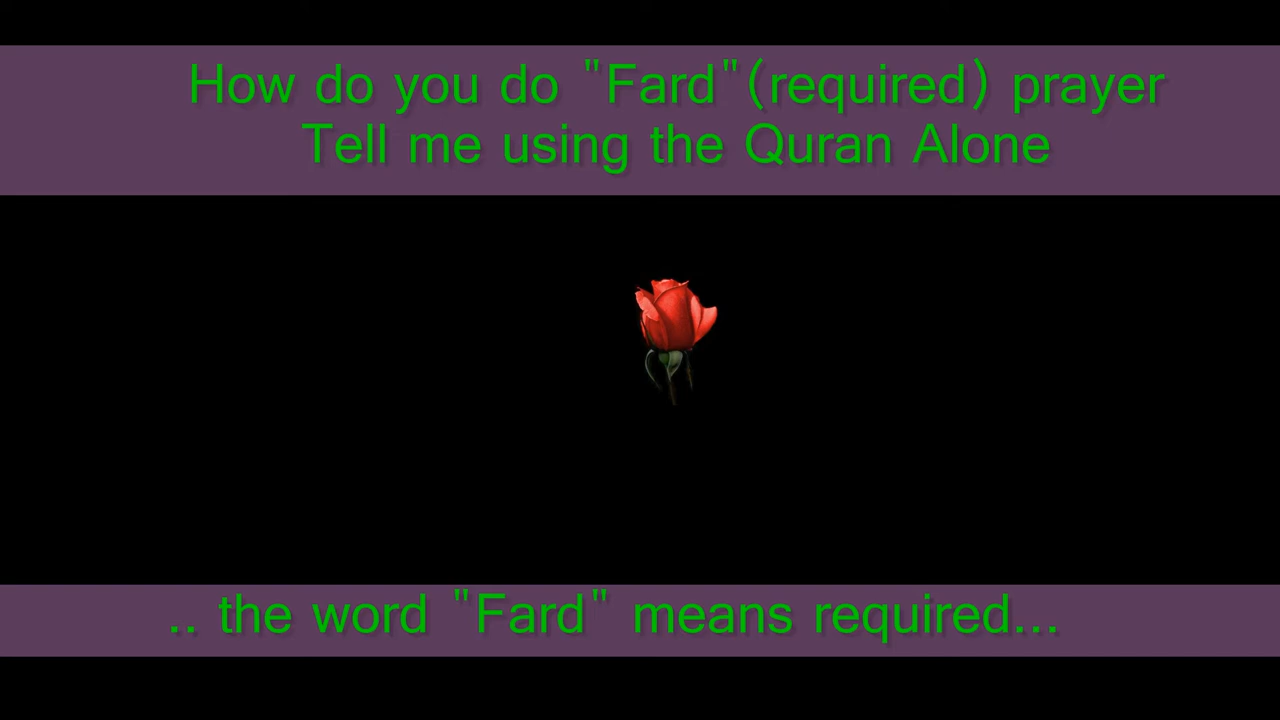 How do you do "Fard"(required) prayer
Tell me using the Quran Alone
.. the word "Fard" means required...